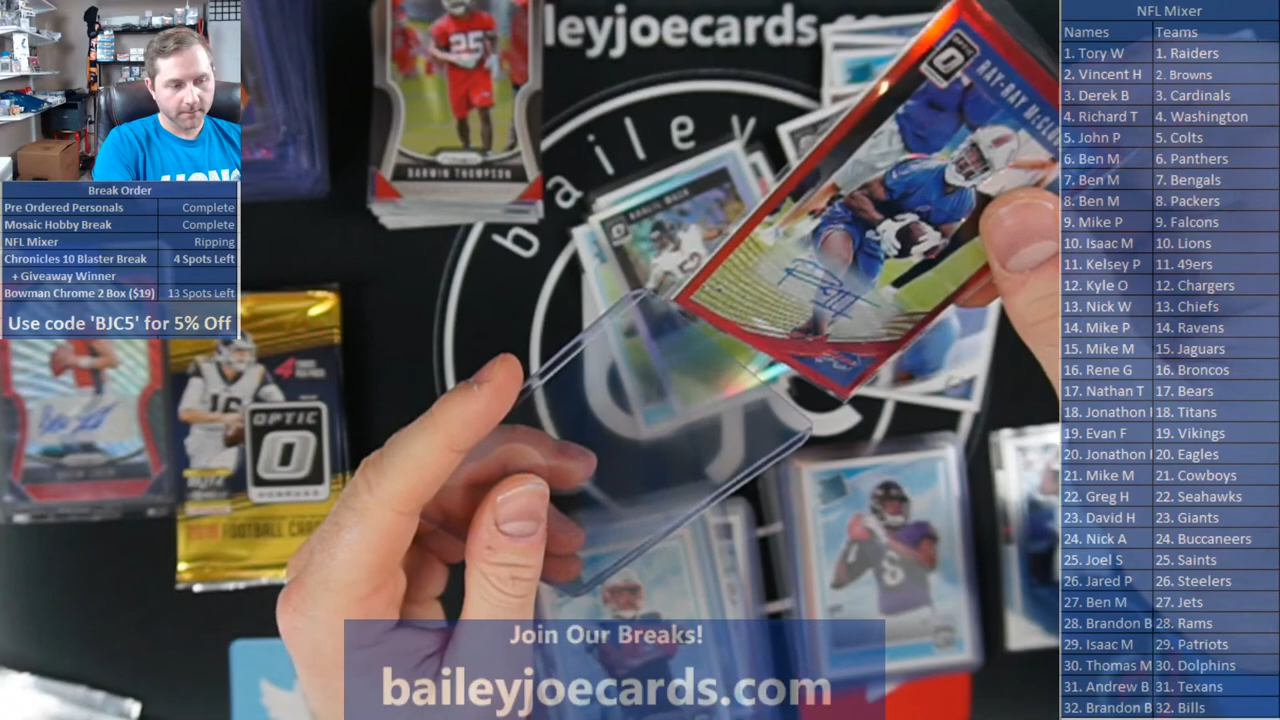 Break Order
Pre Ordered Personals Complete
Mosaic Hobby Break Complete
NFL Mixer Ripping
Chronicles 10 Blaster Break 4 Spots Left
+ Giveaway Winner
Bowman Chrome 2 Box ($19) 13 Spots Left
Use code 'BJC5' for 5% Off
25
DARWIN THOMPSON
baileyjoecards.
bailey
OPTIC
RAY-RAY
KHALIL MACK
4
16
OPTIC
DONRUSS
FOOTBALL CARDS
8
Join Our Breaks!
baileyjoecards.com
NFL Mixer
Names Teams
1. Tory W 1. Raiders
2. Vincent H 2. Browns
3. Derek B 3. Cardinals
4. Richard T 4. Washington
5. John P 5. Colts
6. Ben M 6. Panthers
7. Ben M 7. Bengals
8. Ben M 8. Packers
9. Mike P 9. Falcons
10. Isaac M 10. Lions
11. Kelsey P 11. 49ers
12. Kyle O 12. Chargers
13. Nick W 13. Chiefs
14. Mike P 14. Ravens
15. Mike M 15. Jaguars
16. Rene G 16. Broncos
17. Nathan T 17. Bears
18. Jonathon 18. Titans
19. Evan F 19. Vikings
20. Jonathon 20. Eagles
21. Mike M 21. Cowboys
22. Greg H 22. Seahawks
23. David H 23. Giants
24. Nick A 24. Buccaneers
25. Joel S 25. Saints
26. Jared P 26. Steelers
27. Ben M 27. Jets
28. Brandon B 28. Rams
29. Isaac M 29. Patriots
30. Thomas M 30. Dolphins
31. Andrew B 31. Texans
32. Brandon B 32. Bills